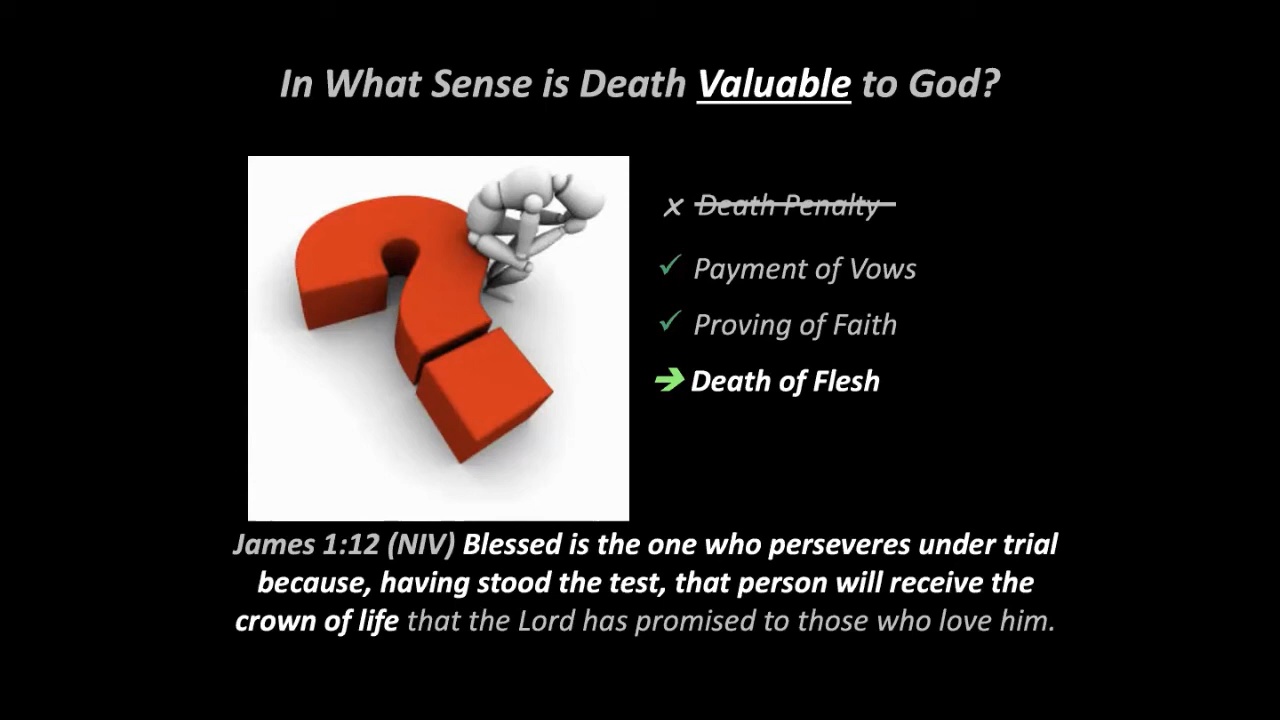 In What Sense is Death Valuable to God?
x Death Penalty
✓ Payment of Vows
✓ Proving of Faith
➔ Death of Flesh
James 1:12 (NIV) Blessed is the one who perseveres under trial
because, having stood the test, that person will receive the
crown of life that the Lord has promised to those who love him.